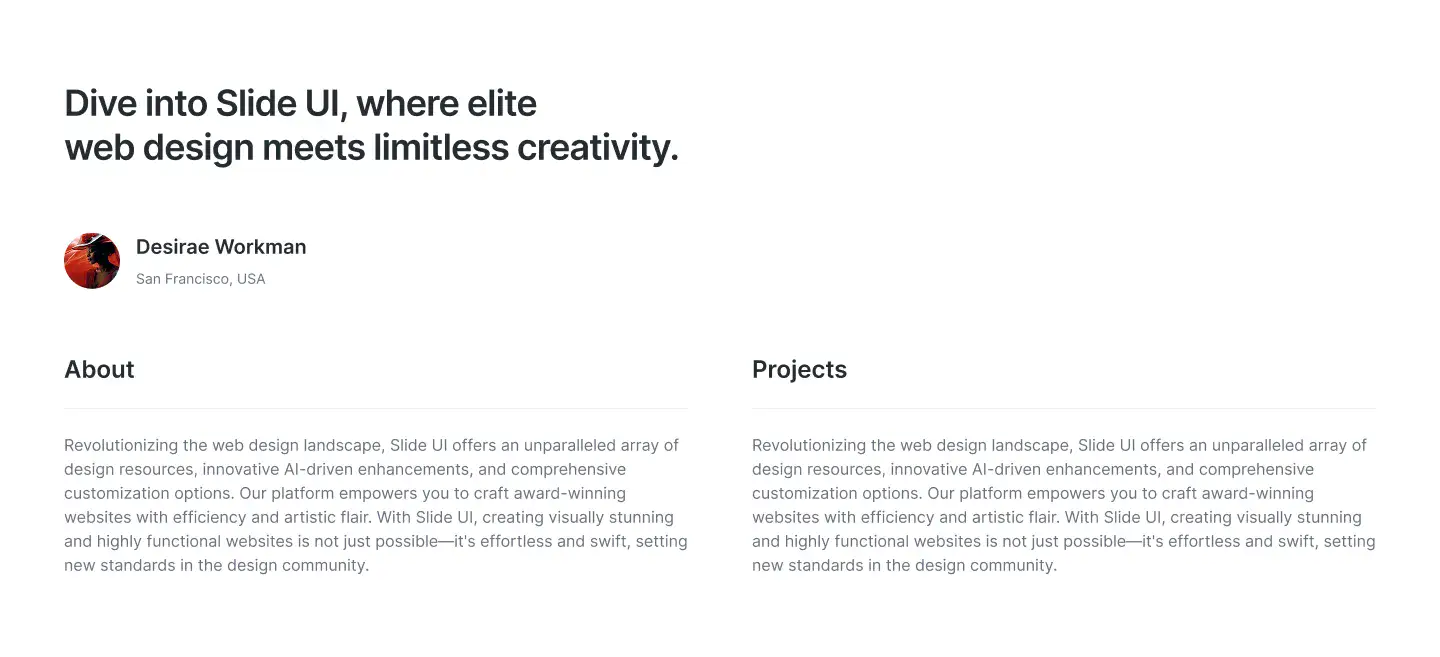 Dive into Slide UI, where elite
web design meets limitless creativity.
Desirae Workman
San Francisco, USA
About
Revolutionizing the web design landscape, Slide UI offers an unparalleled array of
design resources, innovative AI-driven enhancements, and comprehensive
customization options. Our platform empowers you to craft award-winning
websites with efficiency and artistic flair. With Slide UI, creating visually stunning
and highly functional websites is not just possible—it's effortless and swift, setting
new standards in the design community.
Projects
Revolutionizing the web design landscape, Slide UI offers an unparalleled array of
design resources, innovative AI-driven enhancements, and comprehensive
customization options. Our platform empowers you to craft award-winning
websites with efficiency and artistic flair. With Slide UI, creating visually stunning
and highly functional websites is not just possible—it's effortless and swift, setting
new standards in the design community.